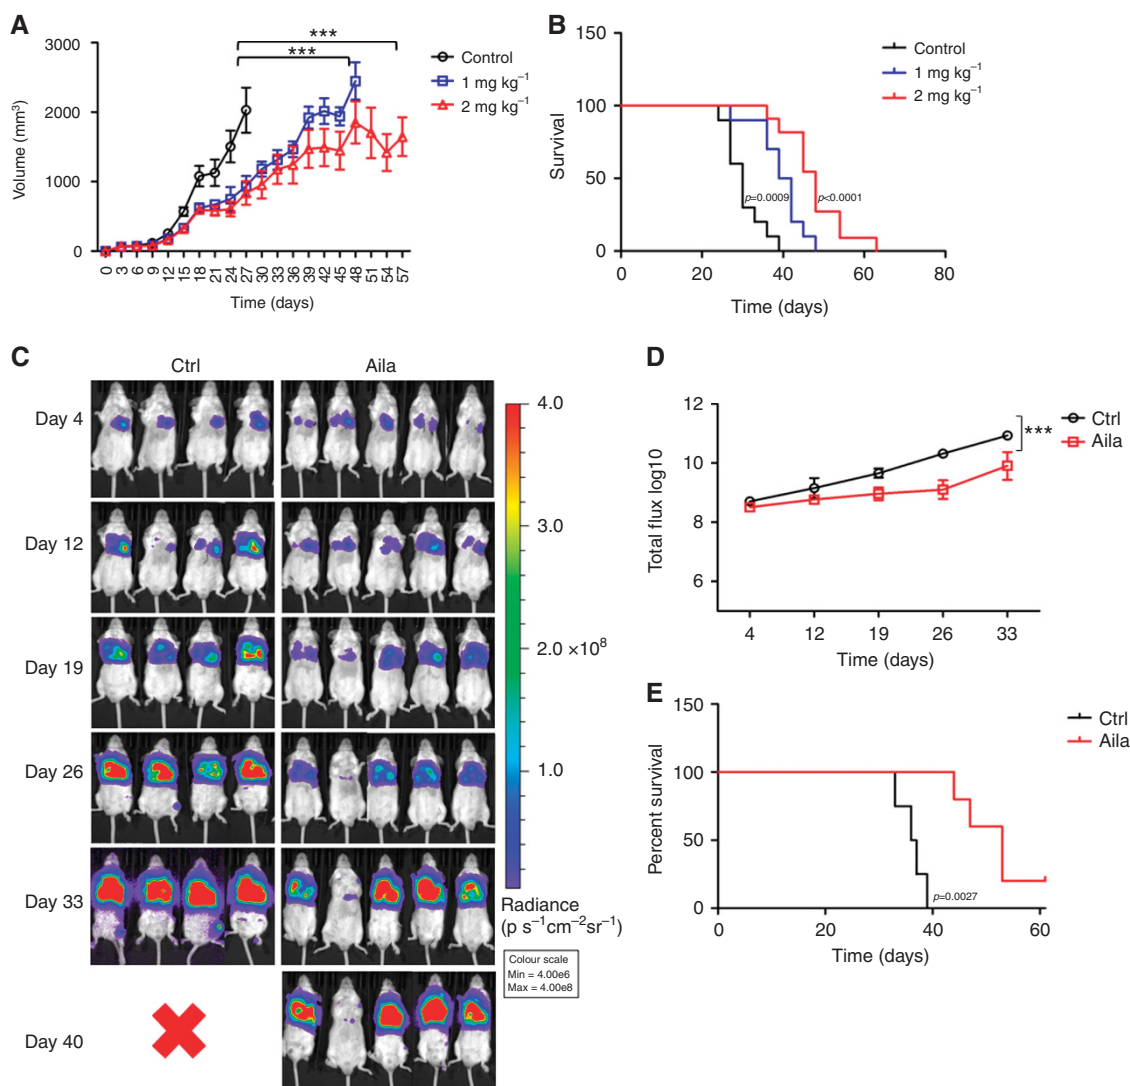 A
3000
2000
1000
0
Volume (mm³)
***
***
Control
1 mg kg⁻¹
2 mg kg⁻¹
0 3 6 9 12 15 18 21 24 27 30 33 36 39 42 45 48 51 54 57
Time (days)
B
150
100
50
0
Survival
Control
1 mg kg⁻¹
2 mg kg⁻¹
p=0.0009
p<0.0001
0 20 40 60 80
Time (days)
C
Ctrl Aila
Day 4
Day 12
Day 19
Day 26
Day 33
Day 40
4.0
3.0
2.0 ×10⁸
1.0
Radiance
(p s⁻¹cm⁻²sr⁻¹)
Colour scale
Min = 4.00e6
Max = 4.00e8
D
12
10
8
6
Total flux log10
Ctrl
Aila
***
4 12 19 26 33
Time (days)
E
150
100
50
0
Percent survival
Ctrl
Aila
p=0.0027
0 20 40 60
Time (days)